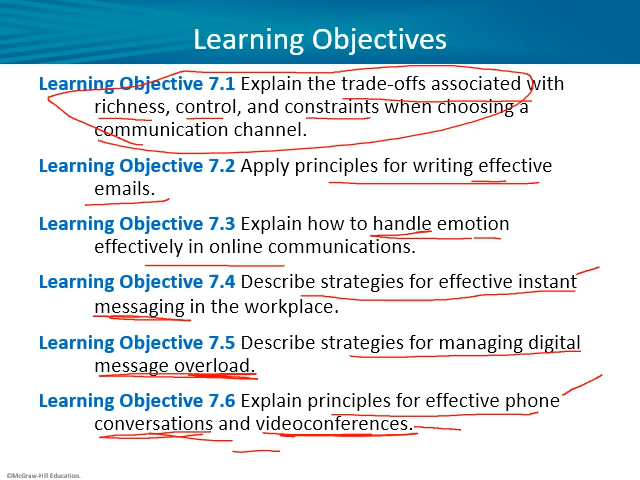 Learning Objectives
Learning Objective 7.1 Explain the trade-offs associated with
richness, control, and constraints when choosing a
communication channel.
Learning Objective 7.2 Apply principles for writing effective
emails.
Learning Objective 7.3 Explain how to handle emotion
effectively in online communications.
Learning Objective 7.4 Describe strategies for effective instant
messaging in the workplace.
Learning Objective 7.5 Describe strategies for managing digital
message overload.
Learning Objective 7.6 Explain principles for effective phone
conversations and videoconferences.
©McGraw-Hill Education.